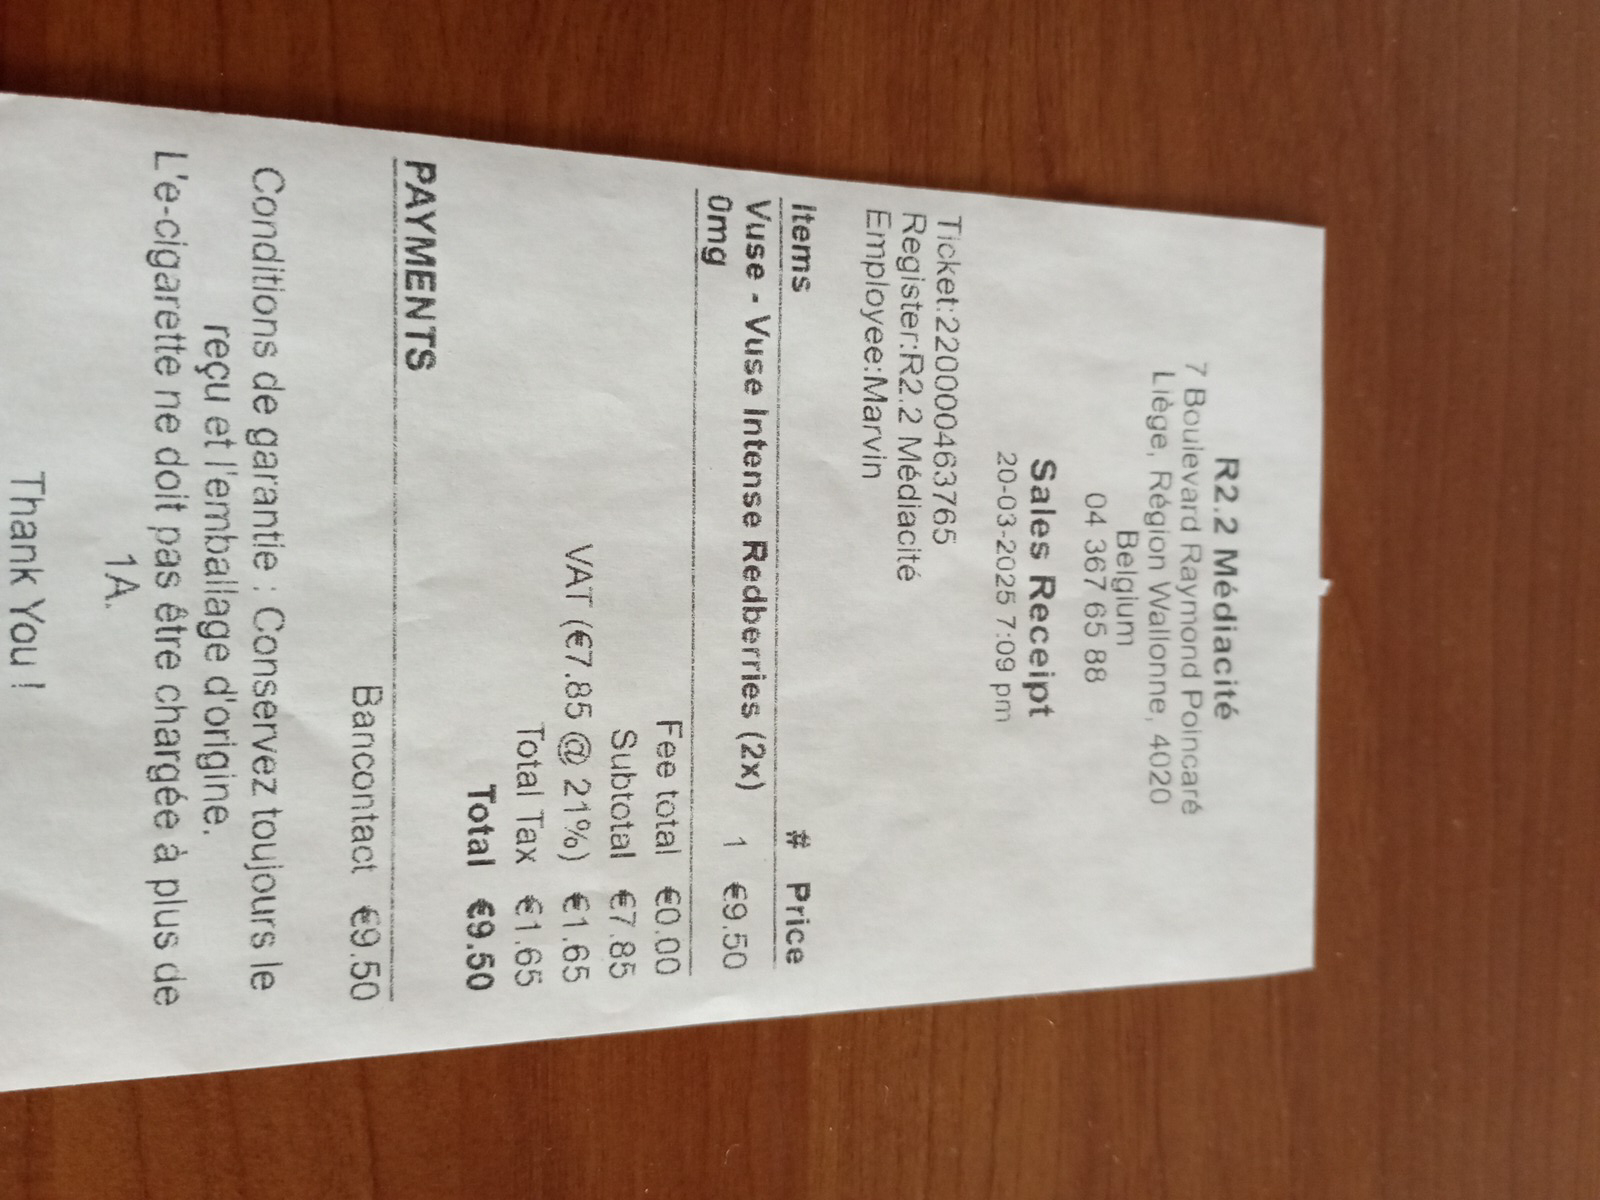 R2.2 Médiacité
7 Boulevard Raymond Poincaré
Liège, Région Wallonne, 4020
Belgium
04 367 65 88
Sales Receipt
20-03-2025 7:09 pm
Ticket:220000463765
Register:R2.2 Médiacité
Employee:Marvin
Items # Price
Vuse - Vuse Intense Redberries (2x) 1 €9.50
0mg
Fee total €0.00
Subtotal €7.85
VAT (€7.85 @ 21%) €1.65
Total Tax €1.65
Total €9.50
PAYMENTS
Bancontact €9.50
Conditions de garantie : Conservez toujours le
reçu et l'emballage d'origine.
L'e-cigarette ne doit pas être chargée à plus de
1A.
Thank You !